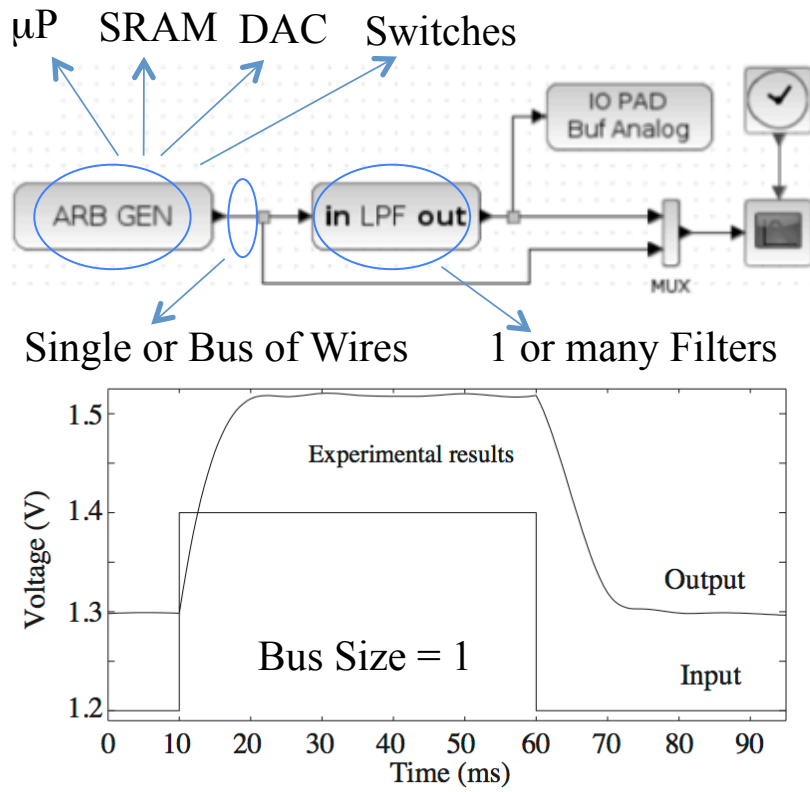 μP SRAM DAC Switches
IO PAD
Buf Analog
ARB GEN
in LPF out
MUX
Single or Bus of Wires 1 or many Filters
1.5
Experimental results
1.4
Voltage (V)
Output
1.3
Bus Size = 1
Input
1.2
0 10 20 30 40 50 60 70 80 90
Time (ms)